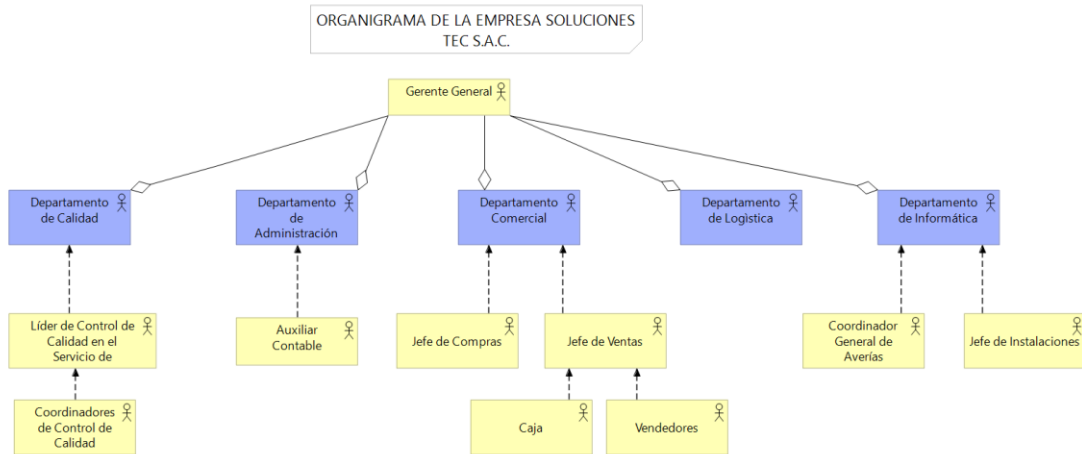 ORGANIGRAMA DE LA EMPRESA SOLUCIONES
TEC S.A.C.
Gerente General
Departamento
de Calidad
Departamento
de
Administración
Departamento
Comercial
Departamento
de Logìstica
Departamento
de Informática
Líder de Control de
Calidad en el
Servicio de
Auxiliar
Contable
Jefe de Compras
Jefe de Ventas
Coordinador
General de
Averías
Jefe de Instalaciones
Coordinadores
de Control de
Calidad
Caja
Vendedores